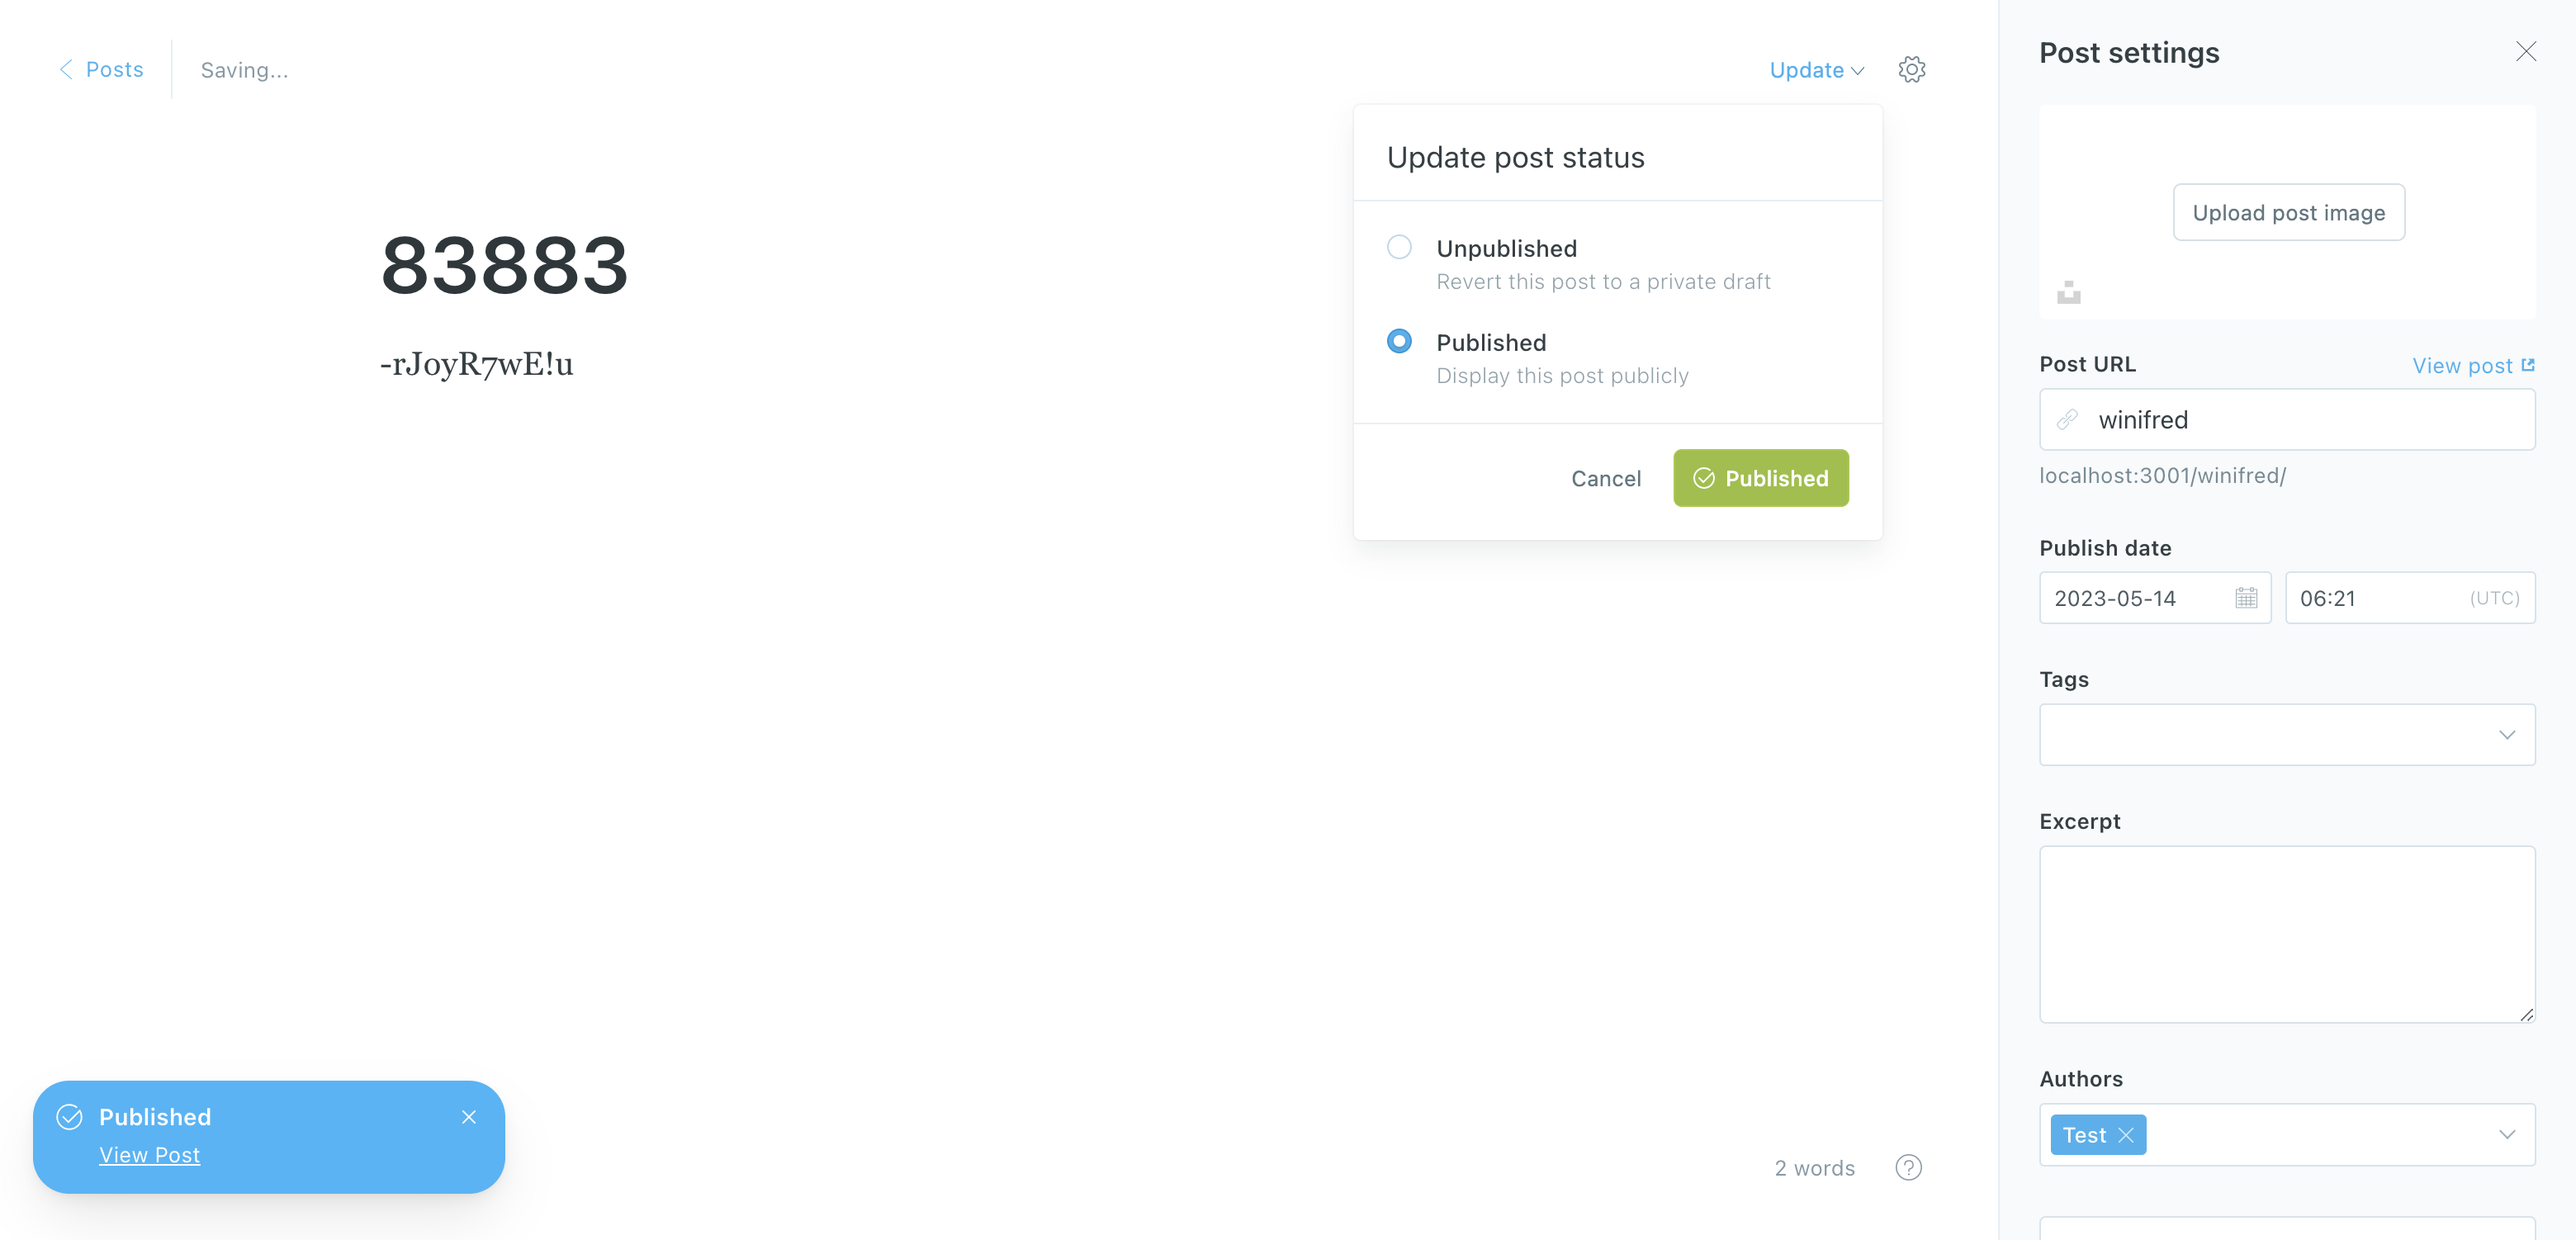 Posts
Saving...
Update
83883
-rJoyR7wE!u
Update post status
Unpublished
Revert this post to a private draft
Published
Display this post publicly
Cancel
Published
Published
View Post
2 words
?
Post settings
Upload post image
Post URL
View post
winifred
localhost:3001/winifred/
Publish date
2023-05-14
06:21
(UTC)
Tags
Excerpt
Authors
Test